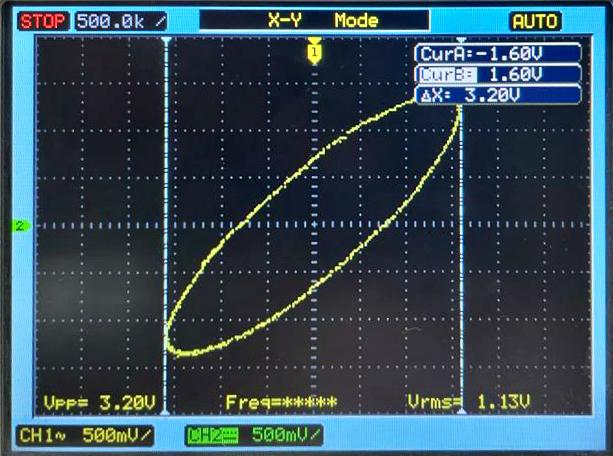 STOP 500.0k / X-Y Mode AUTO
1
CurA:-1.60V
CurB: 1.60V
ΔX: 3.20V
2
Vpp= 3.20V Freq=***** Vrms= 1.13V
CH1~ 500mV/ CH2 500mV/